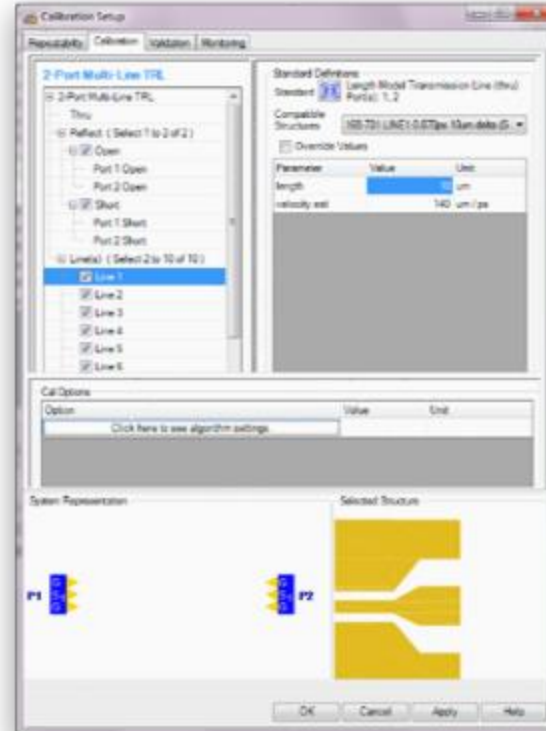 Calibration Setup
Repeatability Calibration Validation Monitoring
2-Port Multi-Line TRL
2-Port Multi-Line TRL
Thru
Reflect ( Select 1 to 2 of 2 )
Open
Port 1 Open
Port 2 Open
Short
Port 1 Short
Port 2 Short
Line(s) ( Select 2 to 10 of 10 )
Line 1
Line 2
Line 3
Line 4
Line 5
Line 6
Standard Definitions
Standard
Length Model Transmission Line (thru)
Port(s): 1, 2
Compatible
Structures
Override Values
Parameter Value Unit
length um
velocity est 140 um / ps
Cal Options
Option Value Unit
Click here to see algorithm settings
System Representation
Selected Structure
P1
P2
OK Cancel Apply Help